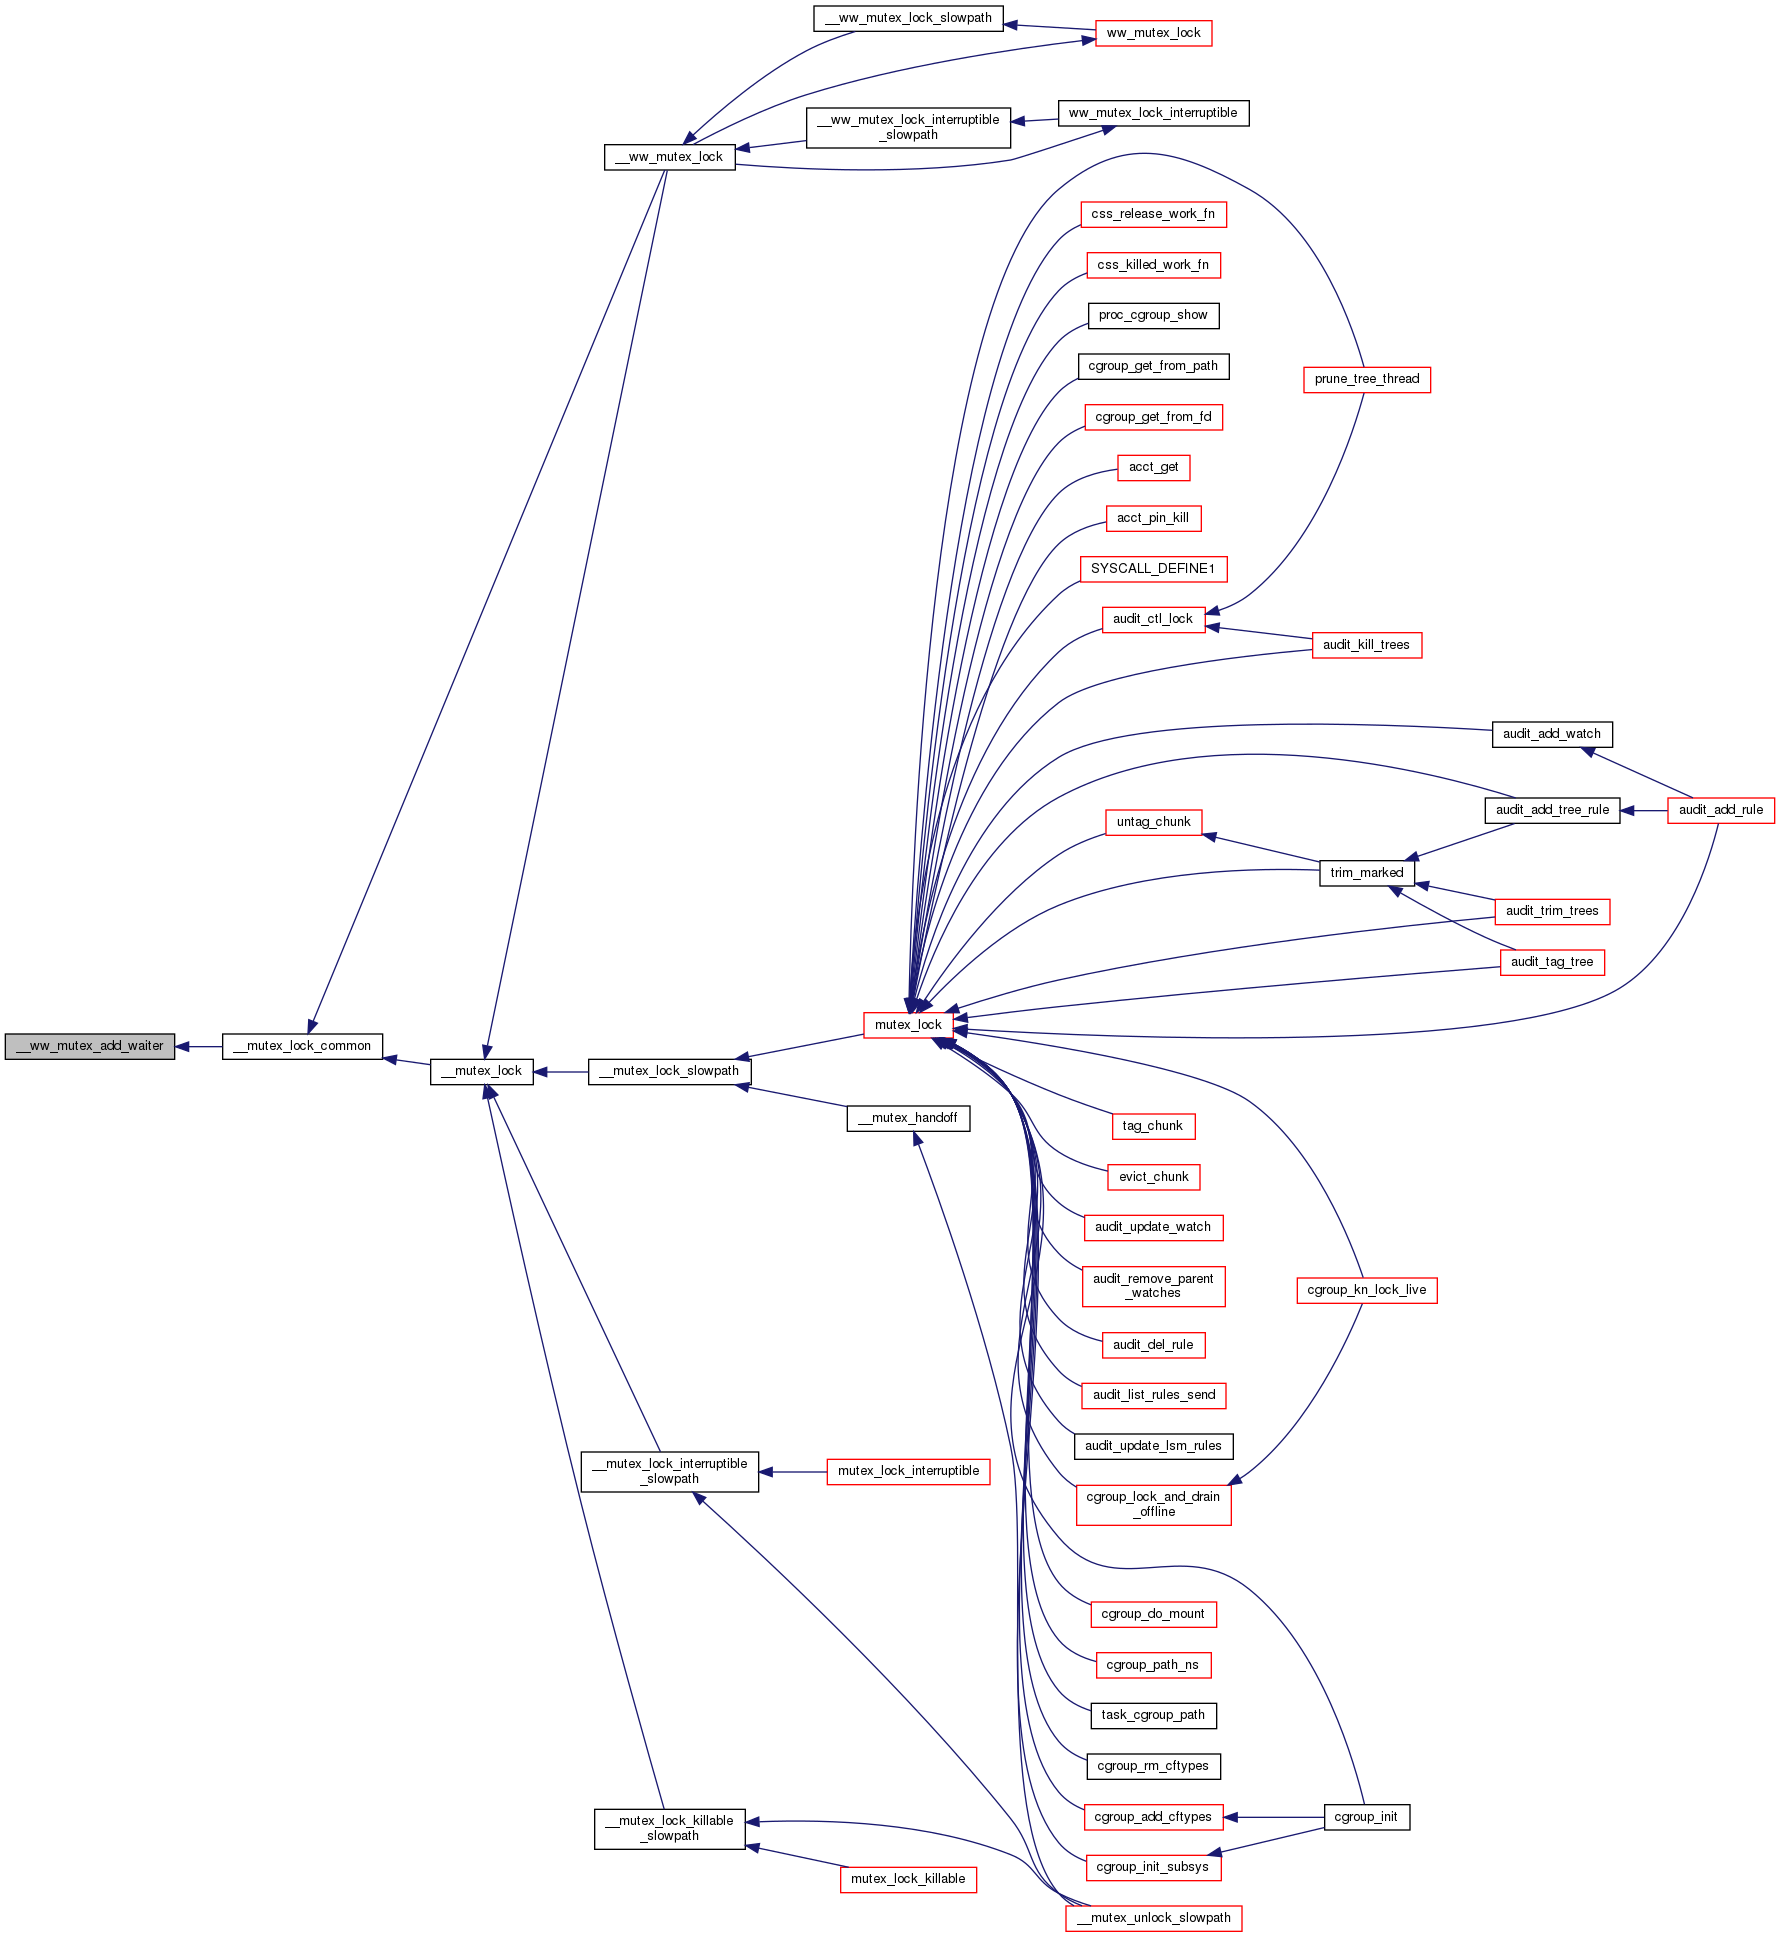 __ww_mutex_lock_slowpath
ww_mutex_lock
ww_mutex_lock_interruptible
__ww_mutex_lock_interruptible
_slowpath
__ww_mutex_lock
css_release_work_fn
css_killed_work_fn
proc_cgroup_show
cgroup_get_from_path
prune_tree_thread
cgroup_get_from_fd
acct_get
acct_pin_kill
SYSCALL_DEFINE1
audit_ctl_lock
audit_kill_trees
audit_add_watch
audit_add_tree_rule
audit_add_rule
untag_chunk
trim_marked
audit_trim_trees
audit_tag_tree
mutex_lock
__ww_mutex_add_waiter
__mutex_lock_common
__mutex_lock
__mutex_lock_slowpath
__mutex_handoff
tag_chunk
evict_chunk
audit_update_watch
audit_remove_parent
_watches
cgroup_kn_lock_live
audit_del_rule
audit_list_rules_send
audit_update_lsm_rules
__mutex_lock_interruptible
_slowpath
mutex_lock_interruptible
cgroup_lock_and_drain
_offline
cgroup_do_mount
cgroup_path_ns
task_cgroup_path
cgroup_rm_cftypes
cgroup_add_cftypes
cgroup_init
__mutex_lock_killable
_slowpath
cgroup_init_subsys
mutex_lock_killable
__mutex_unlock_slowpath